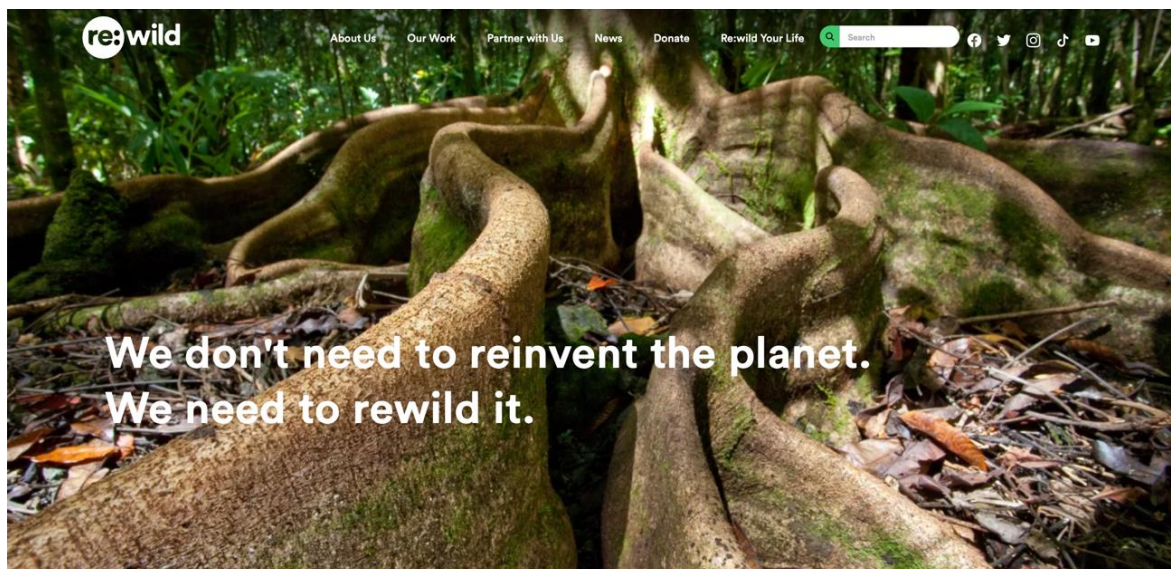 re:wild
About Us
Our Work
Partner with Us
News
Donate
Re:wild Your Life
Search
We don't need to reinvent the planet.
We need to rewild it.